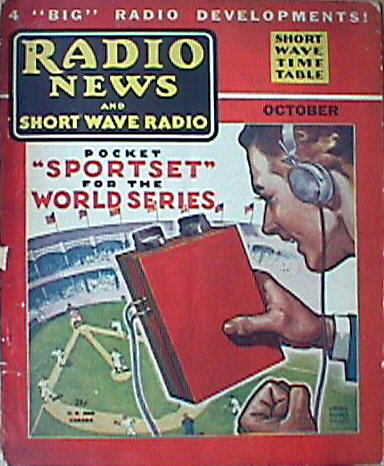 4 "BIG" RADIO DEVELOPMENTS!
RADIO
NEWS
AND
SHORT WAVE RADIO
SHORT
WAVE
TIME
TABLE
OCTOBER
POCKET
"SPORTSET"
FOR THE
WORLD SERIES
25¢